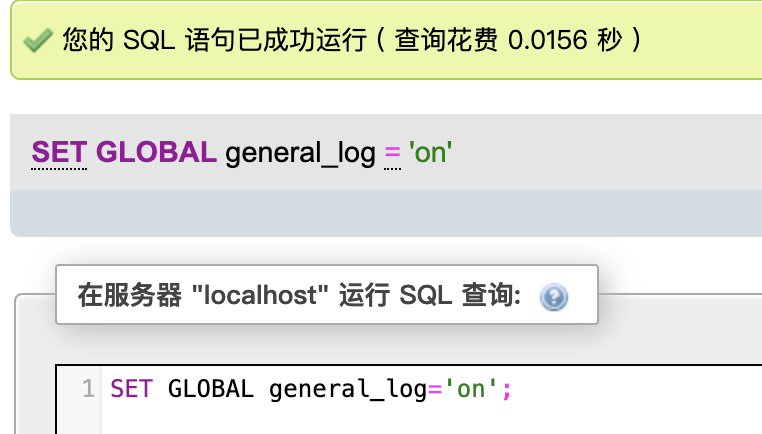 您的 SQL 语句已成功运行 ( 查询花费 0.0156 秒 )
SET GLOBAL general_log = 'on'
在服务器 "localhost" 运行 SQL 查询: ?
1 SET GLOBAL general_log='on';